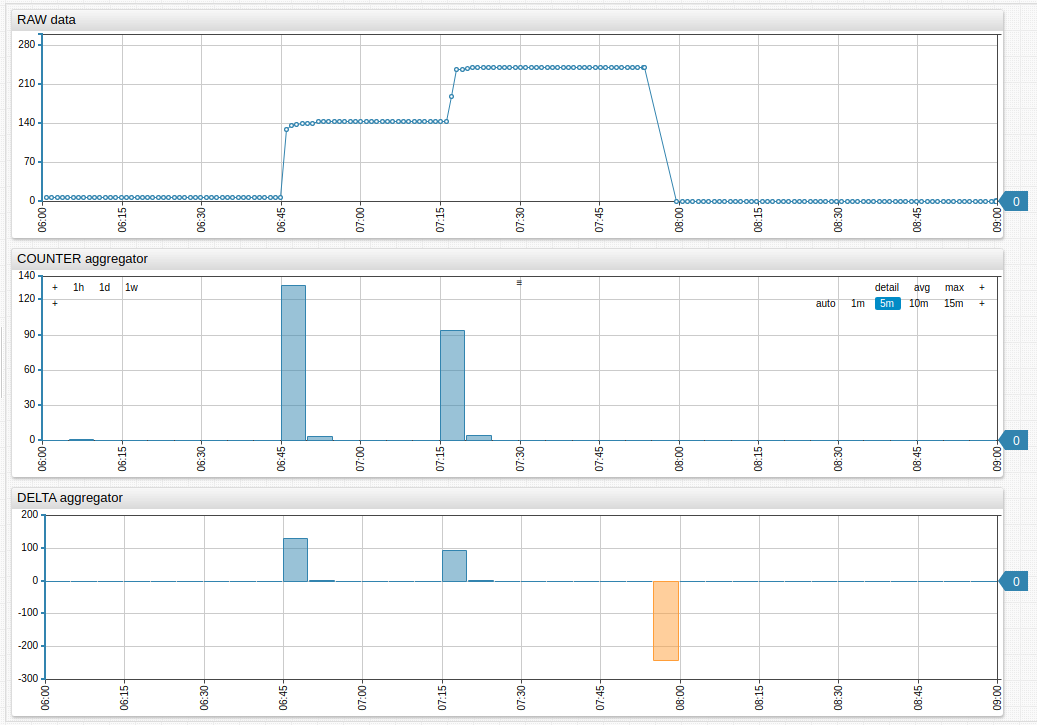 RAW data
280
210
140
70
0
0
06:00 06:15 06:30 06:45 07:00 07:15 07:30 07:45 08:00 08:15 08:30 08:45 09:00
COUNTER aggregator
140
+ 1h 1d 1w ≡ detail avg max +
120
+ auto 1m 5m 10m 15m +
90
60
30
0
0
06:00 06:15 06:30 06:45 07:00 07:15 07:30 07:45 08:00 08:15 08:30 08:45 09:00
DELTA aggregator
200
100
0
0
-100
-200
-300
06:00 06:15 06:30 06:45 07:00 07:15 07:30 07:45 08:00 08:15 08:30 08:45 09:00